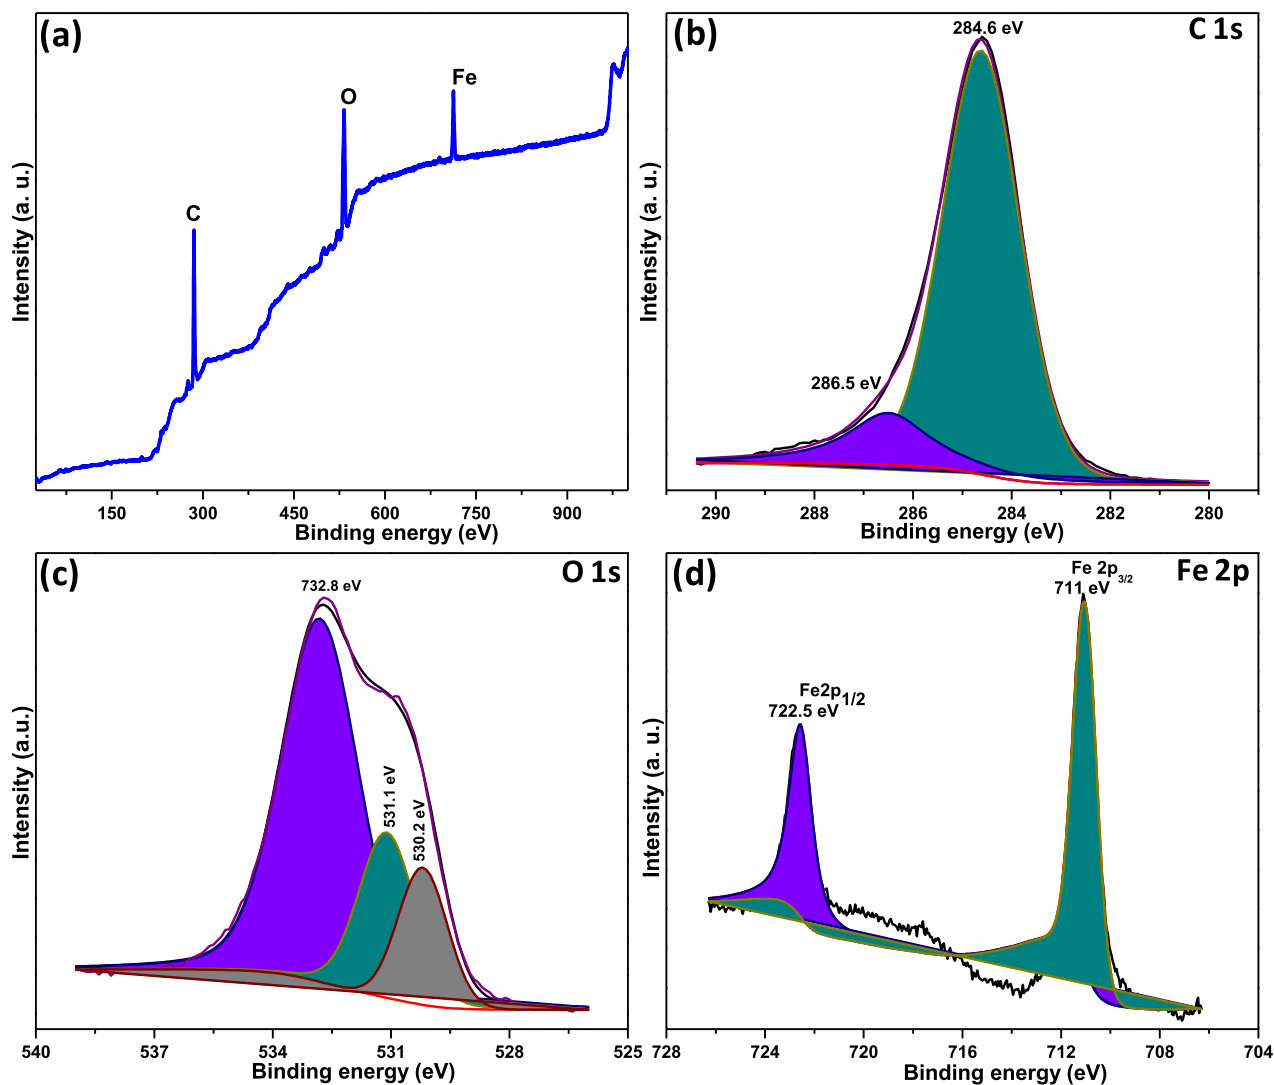 (a)
C
O
Fe
Intensity (a. u.)
150 300 450 600 750 900
Binding energy (eV)
(b)
C 1s
284.6 eV
286.5 eV
Intensity (a. u.)
290 288 286 284 282 280
Binding energy (eV)
(c)
O 1s
732.8 eV
531.1 eV
530.2 eV
Intensity (a.u.)
540 537 534 531 528 525
Binding energy (eV)
(d)
Fe 2p
Fe 2p3/2
711 eV
Fe2p1/2
722.5 eV
Intensity (a. u.)
728 724 720 716 712 708 704
Binding energy (eV)